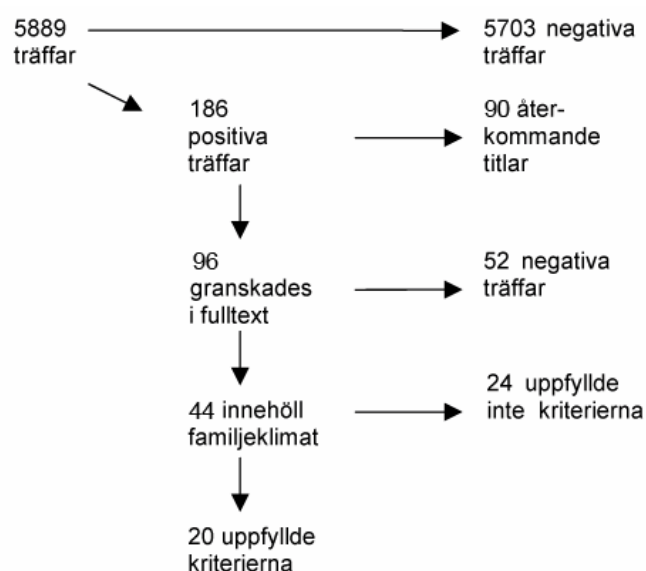 5889
träffar
5703 negativa
träffar
186
positiva
träffar
90 åter-
kommande
titlar
96
granskades
i fulltext
52 negativa
träffar
44 innehöll
familjeklimat
24 uppfyllde
inte kriterierna
20 uppfyllde
kriterierna